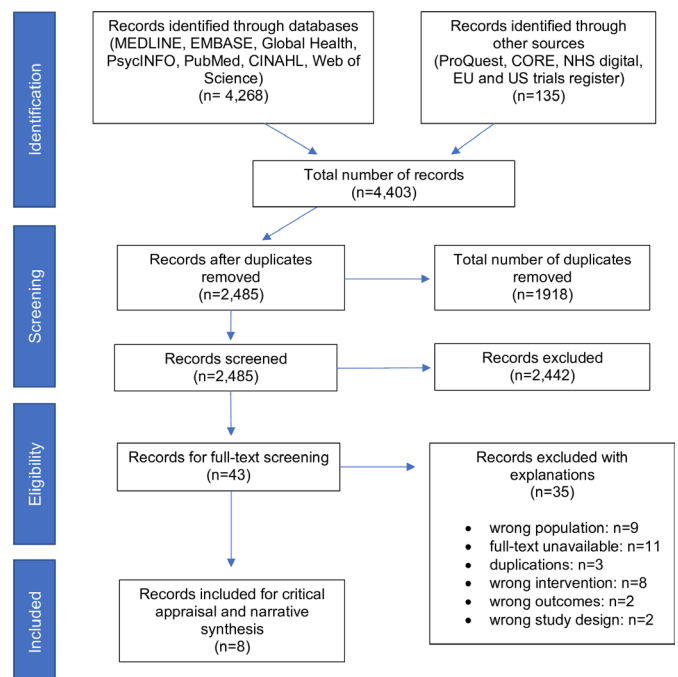 Identification
Records identified through databases
(MEDLINE, EMBASE, Global Health,
PsycINFO, PubMed, CINAHL, Web of
Science)
(n= 4,268)
Records identified through
other sources
(ProQuest, CORE, NHS digital,
EU and US trials register)
(n=135)
Total number of records
(n=4,403)
Screening
Records after duplicates
removed
(n=2,485)
Total number of duplicates
removed
(n=1918)
Records screened
(n=2,485)
Records excluded
(n=2,442)
Eligibility
Records for full-text screening
(n=43)
Records excluded with
explanations
(n=35)
• wrong population: n=9
• full-text unavailable: n=11
• duplications: n=3
• wrong intervention: n=8
• wrong outcomes: n=2
• wrong study design: n=2
Included
Records included for critical
appraisal and narrative
synthesis
(n=8)